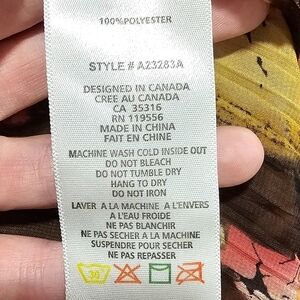 100%POLYESTER
STYLE # A23283A
DESIGNED IN CANADA
CREE AU CANADA
CA 35316
RN 119556
MADE IN CHINA
FAIT EN CHINE
MACHINE WASH COLD INSIDE OUT
DO NOT BLEACH
DO NOT TUMBLE DRY
HANG TO DRY
DO NOT IRON
LAVER A LA MACHINE A L'ENVERS
A L'EAU FROIDE
NE PAS BLANCHIR
NE PAS SECHER A LA MACHINE
SUSPENDRE POUR SECHER
NE PAS REPASSER
30